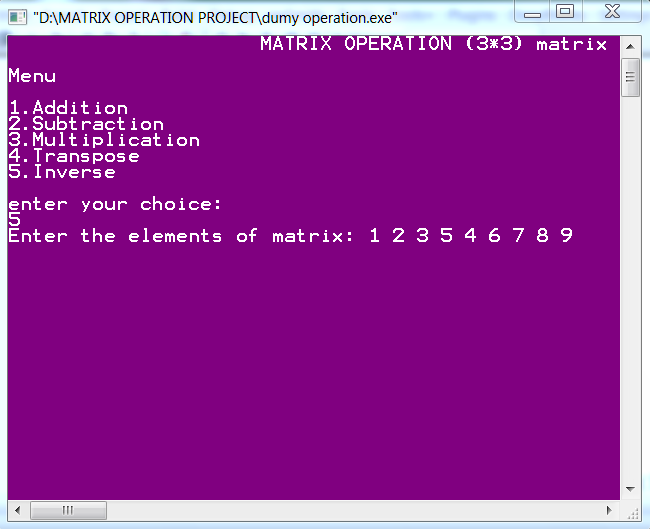 "D:\MATRIX OPERATION PROJECT\dumy operation.exe"
MATRIX OPERATION (3*3) matrix
Menu
1.Addition
2.Subtraction
3.Multiplication
4.Transpose
5.Inverse
enter your choice:
5
Enter the elements of matrix: 1 2 3 5 4 6 7 8 9